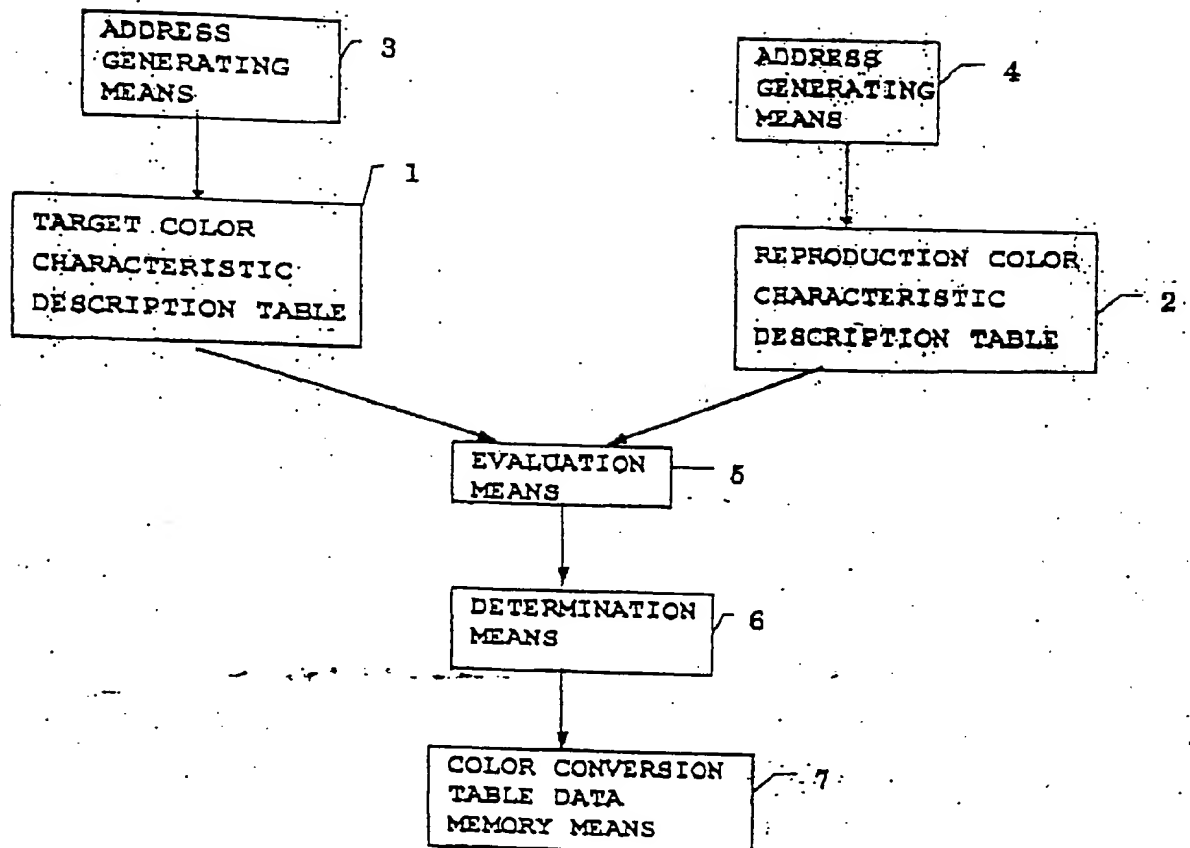 ADDRESS
GENERATING
MEANS
3
ADDRESS
GENERATING
MEANS
4
1
TARGET COLOR
CHARACTERISTIC
DESCRIPTION TABLE
REPRODUCTION COLOR
CHARACTERISTIC
DESCRIPTION TABLE
2
EVALUATION
MEANS
5
DETERMINATION
MEANS
6
COLOR CONVERSION
TABLE DATA
MEMORY MEANS
7